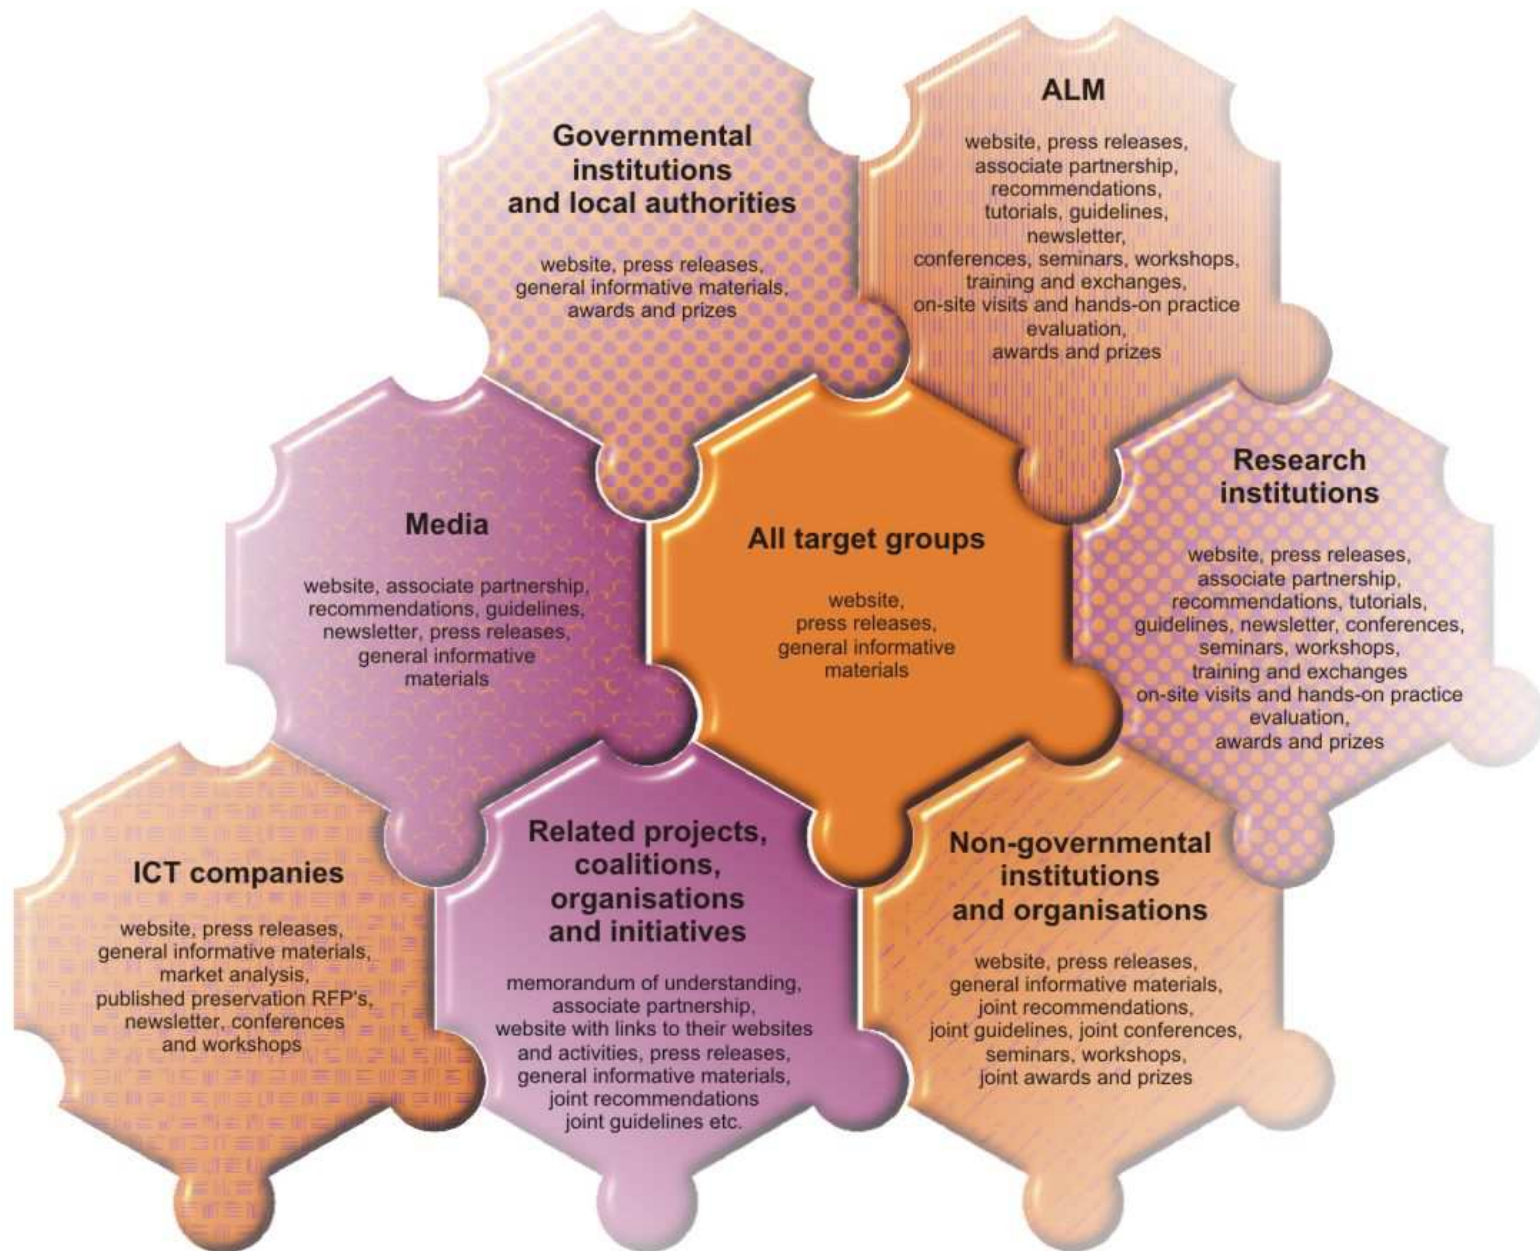 Governmental
institutions
and local authorities
website, press releases,
general informative materials,
awards and prizes
ALM
website, press releases,
associate partnership,
recommendations,
tutorials, guidelines,
newsletter,
conferences, seminars, workshops,
training and exchanges,
on-site visits and hands-on practice
evaluation,
awards and prizes
Media
website, associate partnership,
recommendations, guidelines,
newsletter, press releases,
general informative
materials
All target groups
website,
press releases,
general informative
materials
Research
institutions
website, press releases,
associate partnership,
recommendations, tutorials,
guidelines, newsletter, conferences,
seminars, workshops,
training and exchanges
on-site visits and hands-on practice
evaluation,
awards and prizes
ICT companies
website, press releases,
general informative materials,
market analysis,
published preservation RFP's,
newsletter, conferences
and workshops
Related projects,
coalitions,
organisations
and initiatives
memorandum of understanding,
associate partnership,
website with links to their websites
and activities, press releases,
general informative materials,
joint recommendations
joint guidelines etc.
Non-governmental
institutions
and organisations
website, press releases,
general informative materials,
joint recommendations,
joint guidelines, joint conferences,
seminars, workshops,
joint awards and prizes